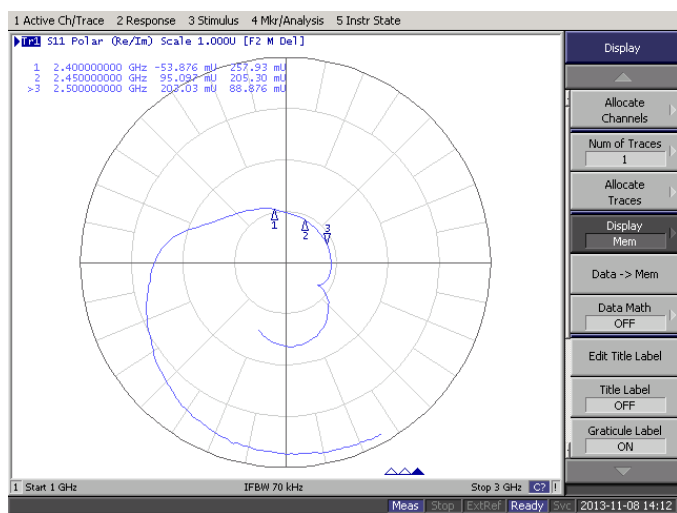 1 Active Ch/Trace 2 Response 3 Stimulus 4 Mkr/Analysis 5 Instr State
Tr1 S11 Polar (Re/Im) Scale 1.000U [F2 M Del]
1 2.400000000 GHz -53.876 mU 257.93 mU
2 2.450000000 GHz 95.097 mU 205.30 mU
>3 2.500000000 GHz 203.03 mU 88.876 mU
1
2
3
1 Start 1 GHz IFBW 70 kHz Stop 3 GHz C? !
Display
Allocate
Channels
Num of Traces
1
Allocate
Traces
Display
Mem
Data -> Mem
Data Math
OFF
Edit Title Label
Title Label
OFF
Graticule Label
ON
Meas Stop ExtRef Ready Svc 2013-11-08 14:12